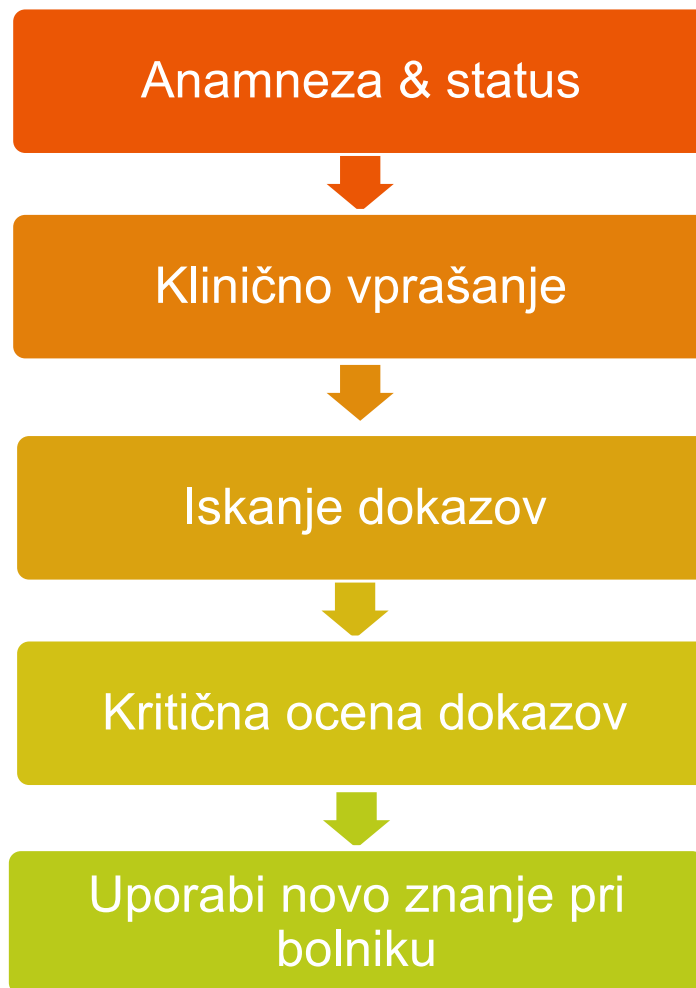 Anamneza & status
Klinično vprašanje
Iskanje dokazov
Kritična ocena dokazov
Uporabi novo znanje pri
bolniku